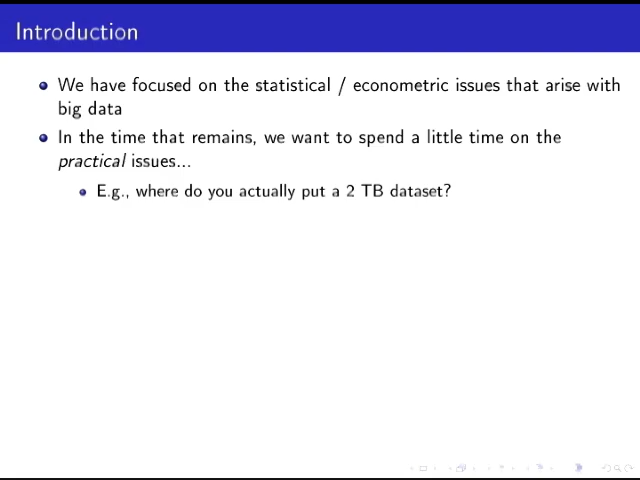 Introduction
We have focused on the statistical / econometric issues that arise with
big data
In the time that remains, we want to spend a little time on the
practical issues...
E.g., where do you actually put a 2 TB dataset?